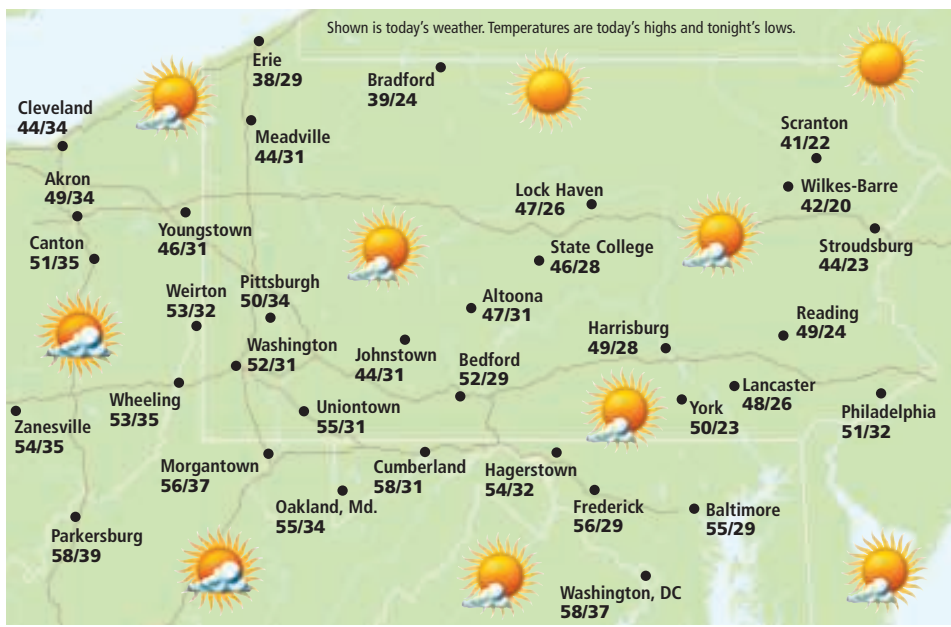 Shown is today's weather. Temperatures are today's highs and tonight's lows.
Erie
38/29
Bradford
39/24
Cleveland
44/34
Meadville
44/31
Scranton
41/22
Akron
49/34
Lock Haven
47/26
Wilkes-Barre
42/20
Youngstown
46/31
Canton
51/35
State College
46/28
Stroudsburg
44/23
Pittsburgh
50/34
Weirton
53/32
Altoona
47/31
Reading
49/24
Harrisburg
49/28
Washington
52/31
Johnstown
44/31
Bedford
52/29
Lancaster
48/26
Wheeling
53/35
Uniontown
55/31
York
50/23
Philadelphia
51/32
Zanesville
54/35
Morgantown
56/37
Cumberland
58/31
Hagerstown
54/32
Oakland, Md.
55/34
Frederick
56/29
Baltimore
55/29
Parkersburg
58/39
Washington, DC
58/37